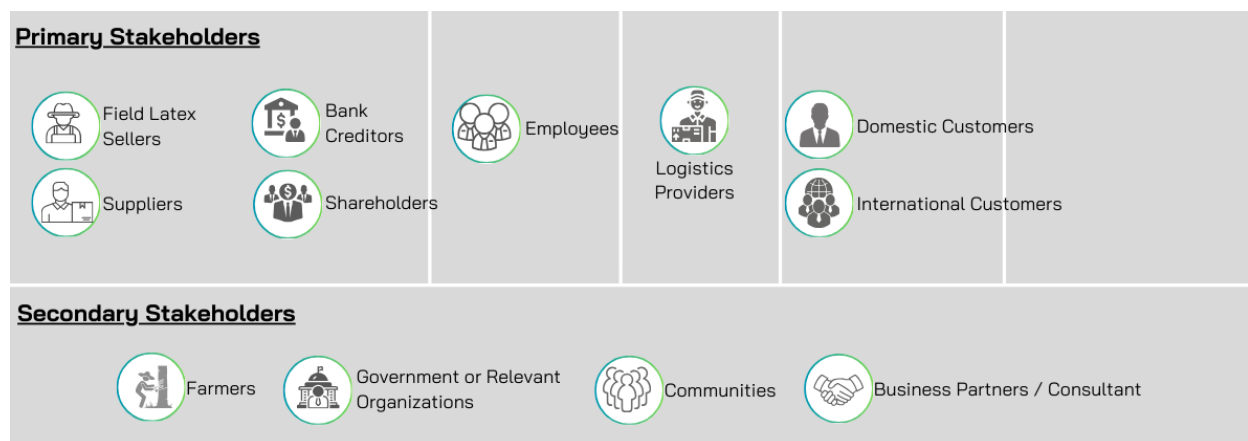 Primary Stakeholders
Field Latex
Sellers
Bank
Creditors
Employees
Logistics
Providers
Domestic Customers
Suppliers
Shareholders
International Customers
Secondary Stakeholders
Farmers
Government or Relevant
Organizations
Communities
Business Partners / Consultant